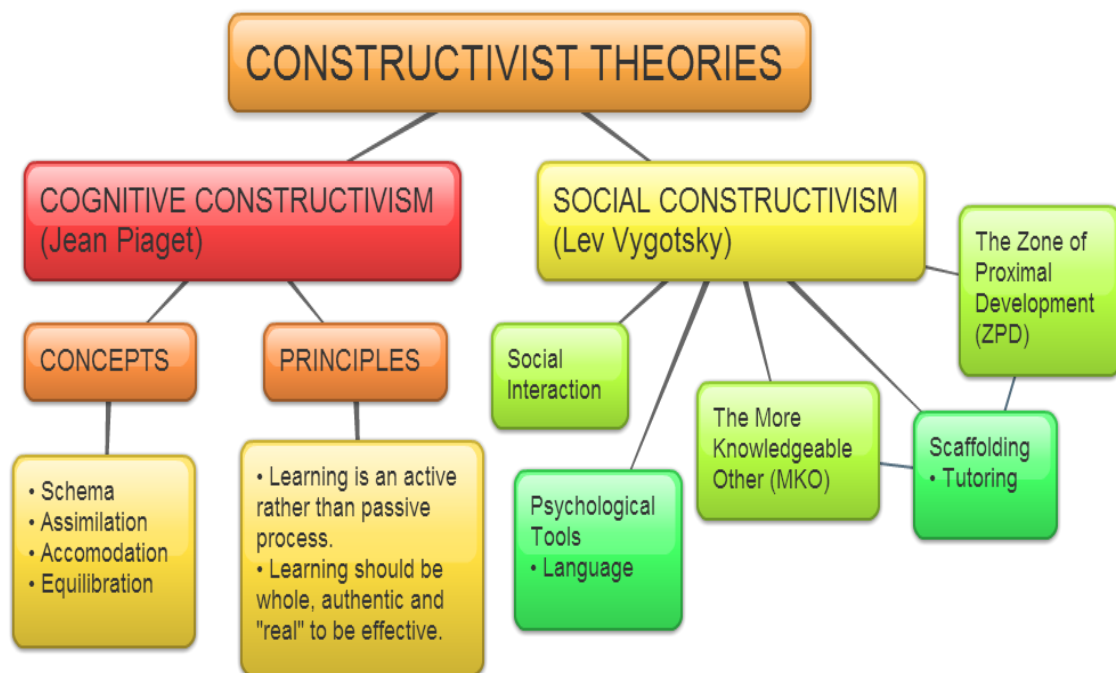 CONSTRUCTIVIST THEORIES
COGNITIVE CONSTRUCTIVISM
(Jean Piaget)
SOCIAL CONSTRUCTIVISM
(Lev Vygotsky)
The Zone of
Proximal
Development
(ZPD)
CONCEPTS
PRINCIPLES
Social
Interaction
The More
Knowledgeable
Other (MKO)
Scaffolding
• Tutoring
• Schema
• Assimilation
• Accomodation
• Equilibration
• Learning is an active
rather than passive
process.
• Learning should be
whole, authentic and
"real" to be effective.
Psychological
Tools
• Language